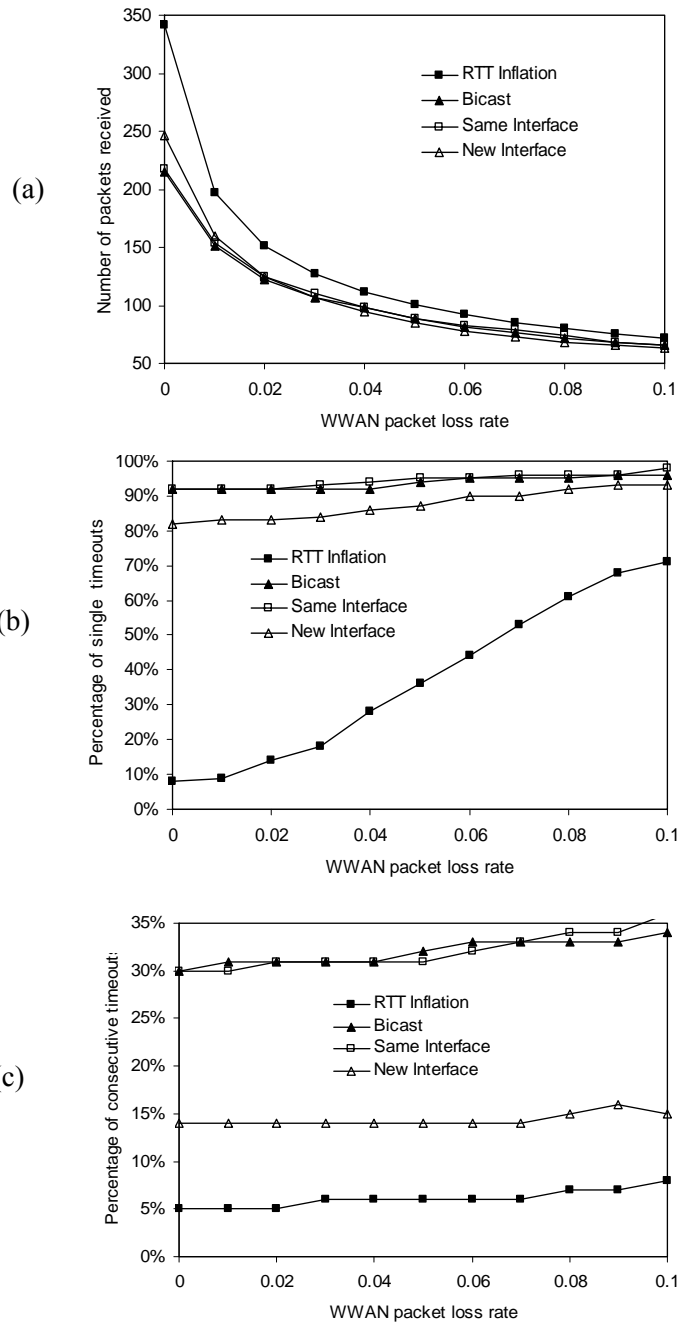 (a)
Number of packets received
350
300
250
200
150
100
50
RTT Inflation
Bicast
Same Interface
New Interface
0 0.02 0.04 0.06 0.08 0.1
WWAN packet loss rate
(b)
Percentage of single timeouts
100%
90%
80%
70%
60%
50%
40%
30%
20%
10%
0%
RTT Inflation
Bicast
Same Interface
New Interface
0 0.02 0.04 0.06 0.08 0.1
WWAN packet loss rate
(c)
Percentage of consecutive timeouts
35%
30%
25%
20%
15%
10%
5%
0%
RTT Inflation
Bicast
Same Interface
New Interface
0 0.02 0.04 0.06 0.08 0.1
WWAN packet loss rate